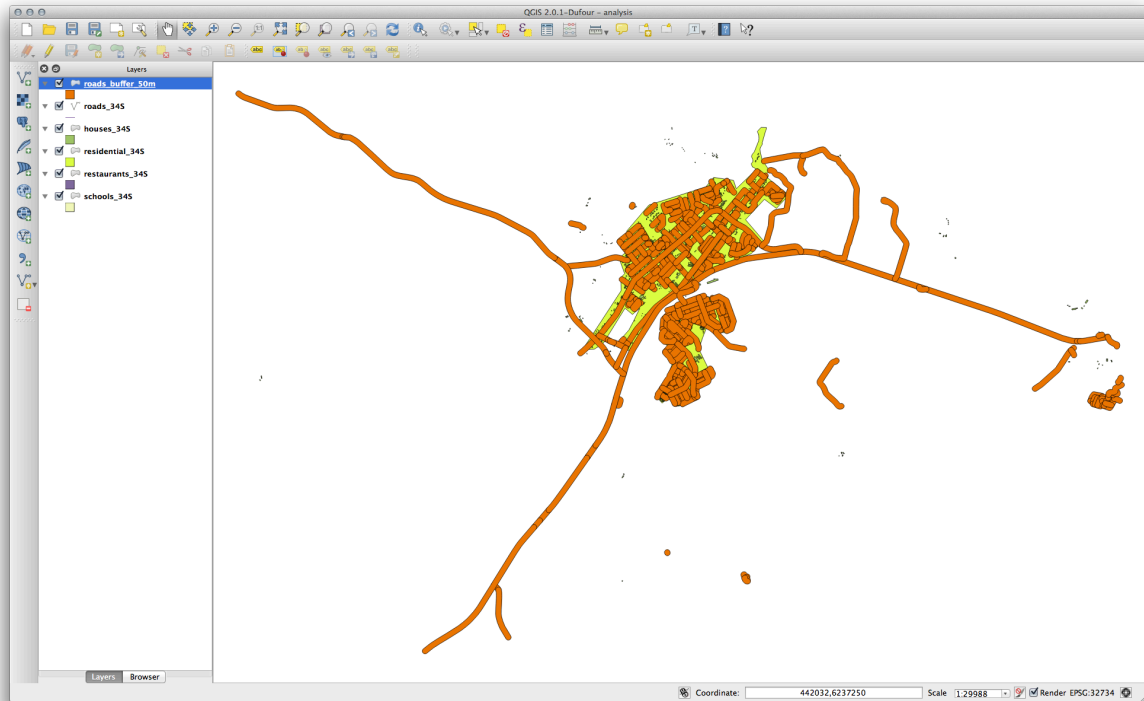 QGIS 2.0.1-Dufour - analysis
Layers
roads_buffer_50m
roads_34S
houses_34S
residential_34S
restaurants_34S
schools_34S
Layers Browser
Coordinate: 442032,6237250 Scale 1:29988 Render EPSG:32734